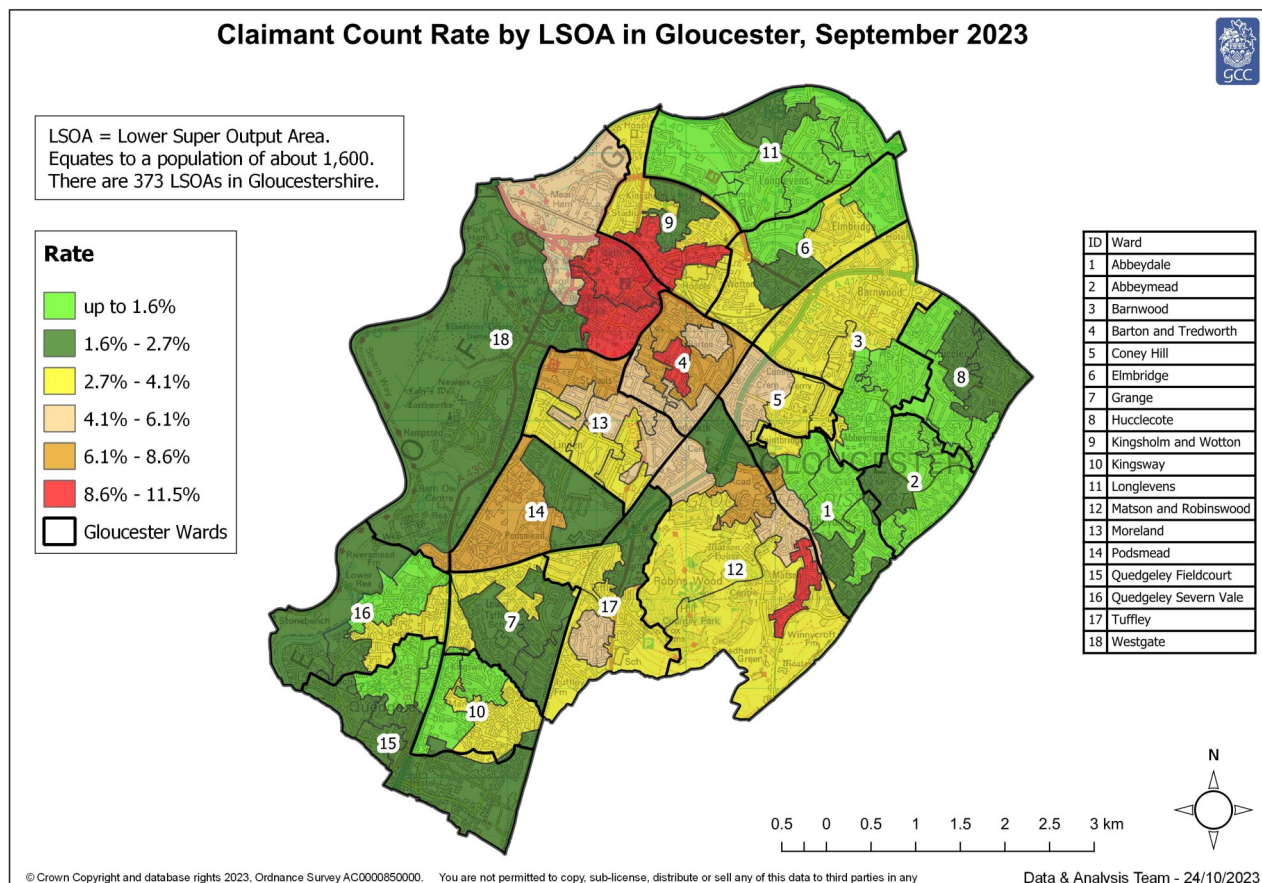 Claimant Count Rate by LSOA in Gloucester, September 2023
GCC
LSOA = Lower Super Output Area.
Equates to a population of about 1,600.
There are 373 LSOAs in Gloucestershire.
Rate
up to 1.6%
1.6% - 2.7%
2.7% - 4.1%
4.1% - 6.1%
6.1% - 8.6%
8.6% - 11.5%
Gloucester Wards
ID Ward
1 Abbeydale
2 Abbeymead
3 Barnwood
4 Barton and Tredworth
5 Coney Hill
6 Elmbridge
7 Grange
8 Hucclecote
9 Kingsholm and Wotton
10 Kingsway
11 Longlevens
12 Matson and Robinswood
13 Moreland
14 Podsmead
15 Quedgeley Fieldcourt
16 Quedgeley Severn Vale
17 Tuffley
18 Westgate
11
Longlevens
9
6
Elmbridge
Barnwood
18
4
3
8
5
13
Abbeymead
2
14
Podsmead
1
12
Robins Wood
17
16
7
Winnycroft
10
15
N
0.5 0 0.5 1 1.5 2 2.5 3 km
© Crown Copyright and database rights 2023, Ordnance Survey AC0000850000. You are not permitted to copy, sub-license, distribute or sell any of this data to third parties in any
Data & Analysis Team - 24/10/2023